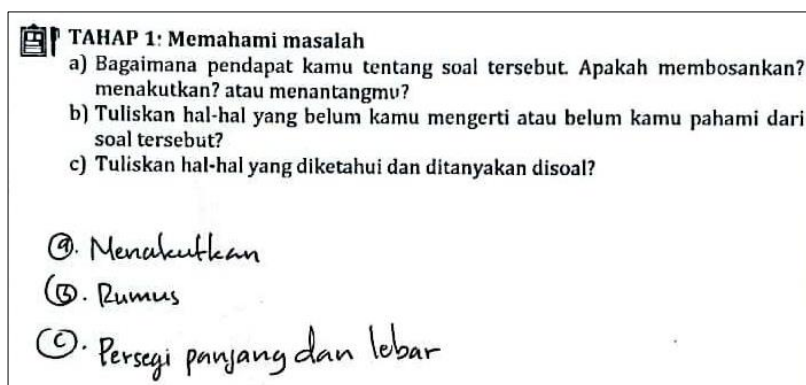 TAHAP 1: Memahami masalah
a) Bagaimana pendapat kamu tentang soal tersebut. Apakah membosankan?
menakutkan? atau menantangmu?
b) Tuliskan hal-hal yang belum kamu mengerti atau belum kamu pahami dari
soal tersebut?
c) Tuliskan hal-hal yang diketahui dan ditanyakan disoal?
a. Menakutkan
b. Rumus
c. Persegi panjang dan lebar